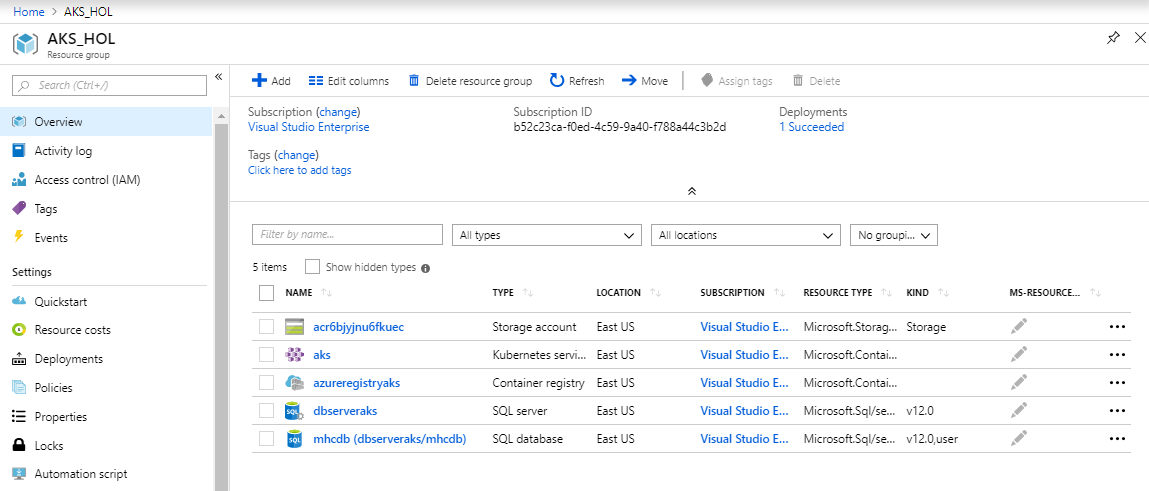 Home > AKS_HOL
AKS_HOL
Resource group
Search (Ctrl+/)
Overview
Activity log
Access control (IAM)
Tags
Events
Settings
Quickstart
Resource costs
Deployments
Policies
Properties
Locks
Automation script
Add Edit columns Delete resource group Refresh Move Assign tags Delete
Subscription (change) Subscription ID Deployments
Visual Studio Enterprise b52c23ca-f0ed-4c59-9a40-f788a44c3b2d 1 Succeeded
Tags (change)
Click here to add tags
Filter by name... All types All locations No groupi...
5 items Show hidden types
NAME TYPE LOCATION SUBSCRIPTION RESOURCE TYPE KIND MS-RESOURCE...
acr6bjyjnu6fkuec Storage account East US Visual Studio E... Microsoft.Storag... Storage
aks Kubernetes servi... East US Visual Studio E... Microsoft.Contai...
azureregistryaks Container registry East US Visual Studio E... Microsoft.Contai...
dbserveraks SQL server East US Visual Studio E... Microsoft.Sql/se... v12.0
mhcdb (dbserveraks/mhcdb) SQL database East US Visual Studio E... Microsoft.Sql/se... v12.0,user